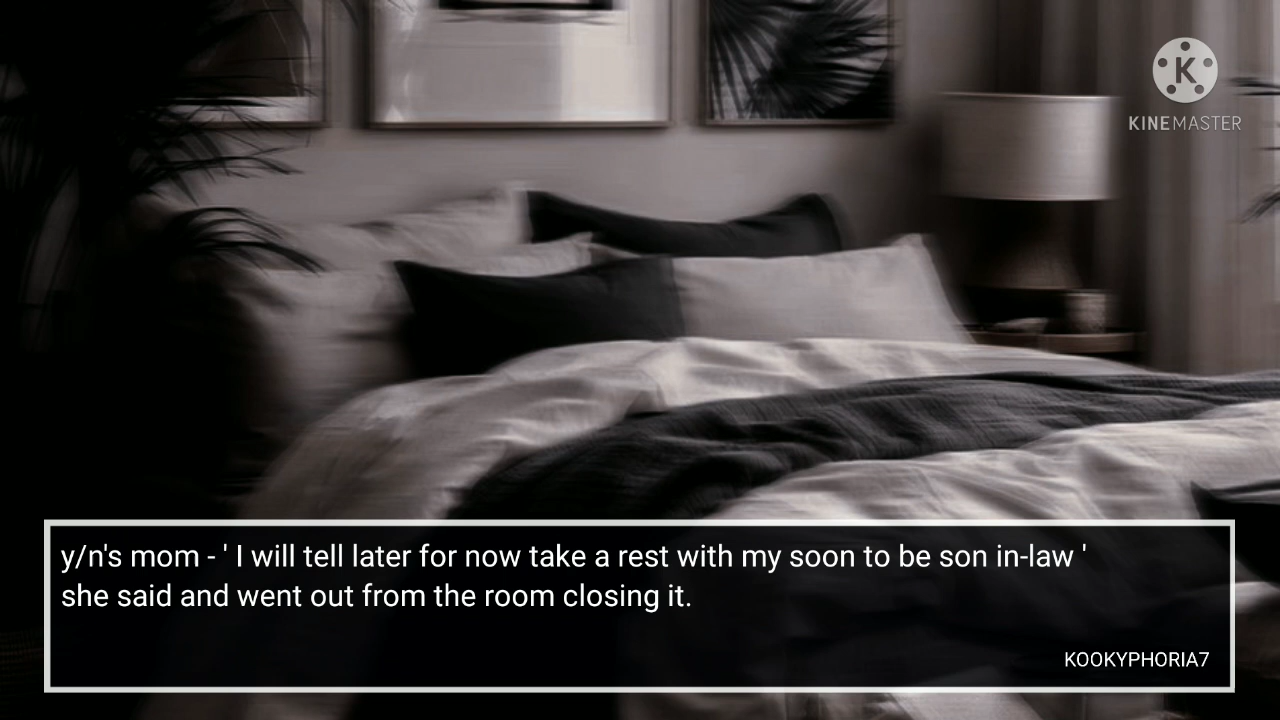 KINEMASTER
y/n's mom - ' I will tell later for now take a rest with my soon to be son in-law '
she said and went out from the room closing it.
KOOKYPHORIA7